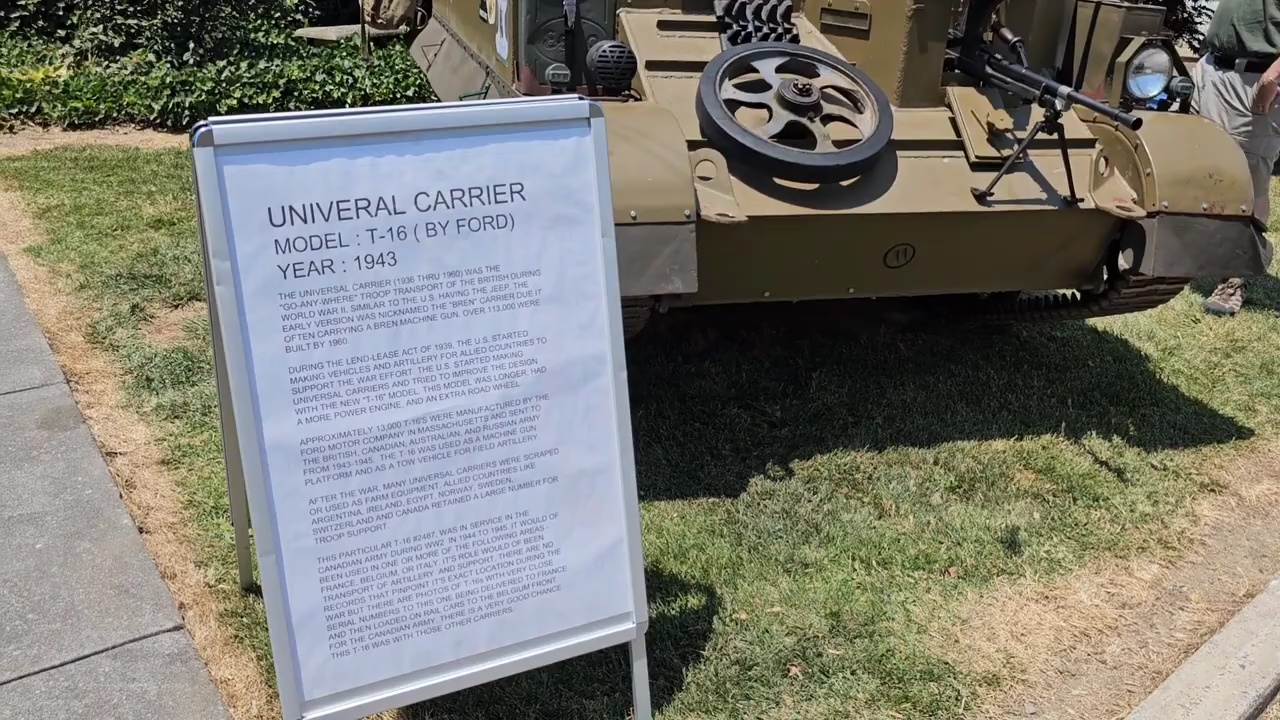 UNIVERAL CARRIER
MODEL : T-16 ( BY FORD)
YEAR : 1943
THE UNIVERSAL CARRIER (1936 THRU 1960) WAS THE
"GO-ANY-WHERE" TROOP TRANSPORT OF THE BRITISH DURING
WORLD WAR II. SIMILAR TO THE U.S. HAVING THE JEEP. THE
EARLY VERSION WAS NICKNAMED THE "BREN" CARRIER DUE IT
OFTEN CARRYING A BREN MACHINE GUN. OVER 113,000 WERE
BUILT BY 1960.
DURING THE LEND-LEASE ACT OF 1939, THE U.S. STARTED
MAKING VEHICLES AND ARTILLERY FOR ALLIED COUNTRIES TO
SUPPORT THE WAR EFFORT. THE U.S. STARTED MAKING
UNIVERSAL CARRIERS AND TRIED TO IMPROVE THE DESIGN
WITH THE NEW "T-16" MODEL. THIS MODEL WAS LONGER, HAD
A MORE POWER ENGINE, AND AN EXTRA ROAD WHEEL.
APPROXIMATELY 13,000 T-16'S WERE MANUFACTURED BY THE
FORD MOTOR COMPANY IN MASSACHUSETTS AND SENT TO
THE BRITISH, CANADIAN, AUSTRALIAN, AND RUSSIAN ARMY
FROM 1943-1945. THE T-16 WAS USED AS A MACHINE GUN
PLATFORM AND AS A TOW VEHICLE FOR FIELD ARTILLERY.
AFTER THE WAR, MANY UNIVERSAL CARRIERS WERE SCRAPED
OR USED AS FARM EQUIPMENT. ALLIED COUNTRIES LIKE
ARGENTINA, IRELAND, EGYPT, NORWAY, SWEDEN,
SWITZERLAND AND CANADA RETAINED A LARGE NUMBER FOR
TROOP SUPPORT.
THIS PARTICULAR T-16 #2487, WAS IN SERVICE IN THE
CANADIAN ARMY DURING WW2 IN 1944 TO 1945. IT WOULD OF
BEEN USED IN ONE OR MORE OF THE FOLLOWING AREAS -
FRANCE, BELGIUM, OR ITALY. IT'S ROLE WOULD OF BEEN
TRANSPORT OF ARTILLERY AND SUPPORT. THERE ARE NO
RECORDS THAT PINPOINT IT'S EXACT LOCATION DURING THE
WAR BUT THERE ARE PHOTOS OF T-16s WITH VERY CLOSE
SERIAL NUMBERS TO THIS ONE BEING DELIVERED TO FRANCE
AND THEN LOADED ON RAIL CARS TO THE BELGIUM FRONT
FOR THE CANADIAN ARMY. THERE IS A VERY GOOD CHANCE
THIS T-16 WAS WITH THOSE OTHER CARRIERS.
11